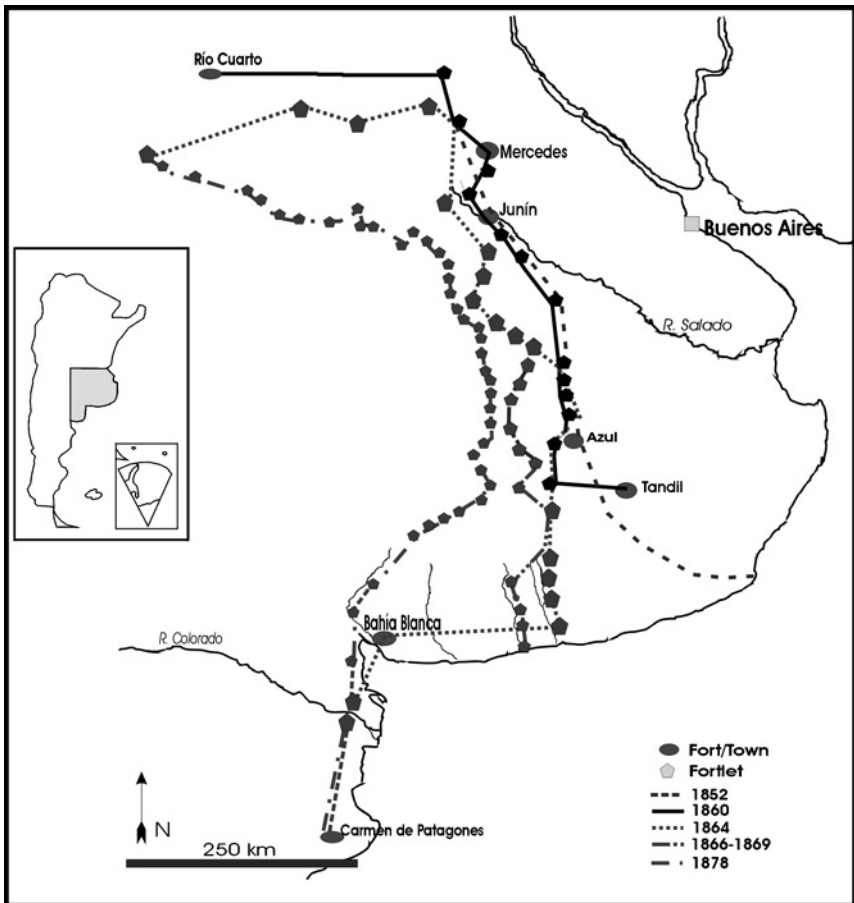 Río Cuarto
Mercedes
Junín
Buenos Aires
R. Salado
Azul
Tandil
Bahía Blanca
R. Colorado
Carmen de Patagones
N
250 km
Fort/Town
Fortlet
1852
1860
1864
1866-1869
1878